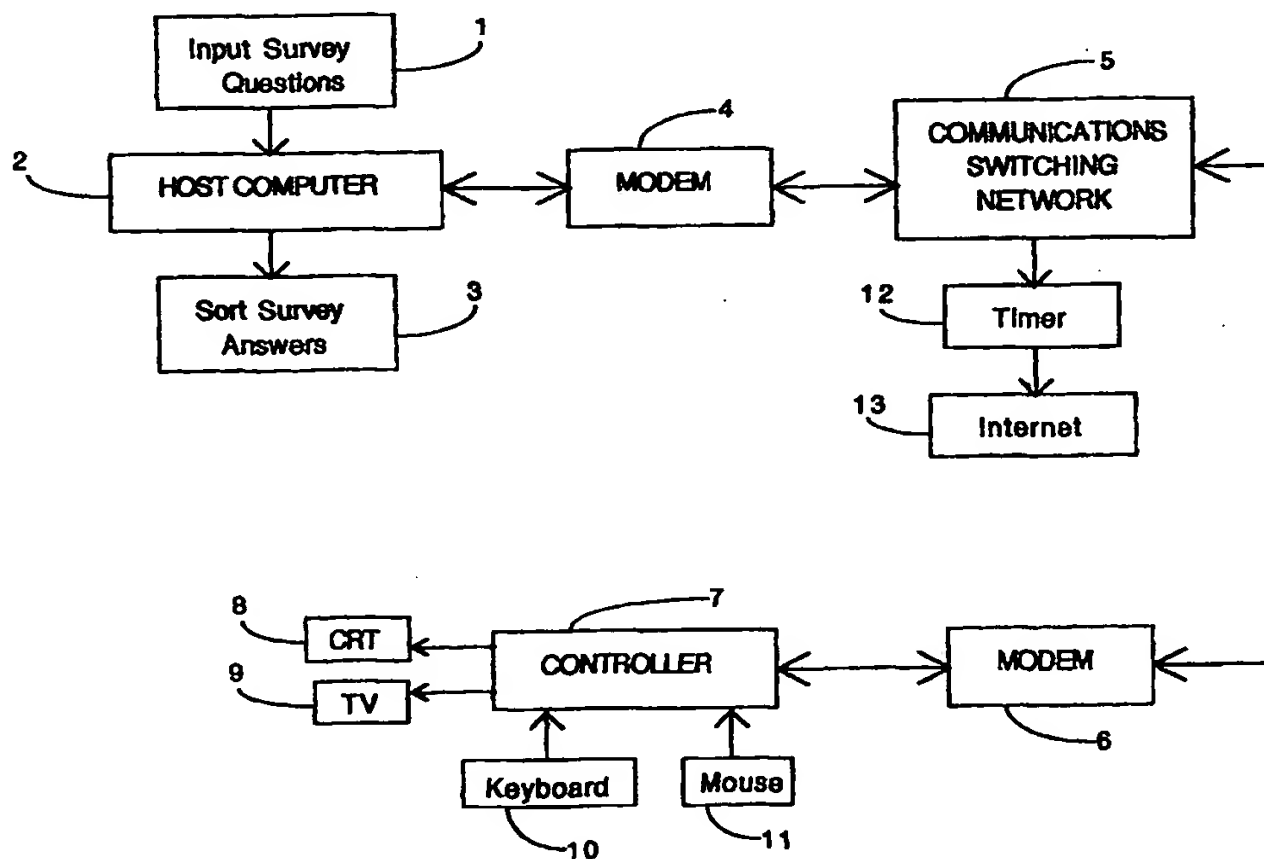 1
Input Survey
Questions
2
HOST COMPUTER
4
MODEM
5
COMMUNICATIONS
SWITCHING
NETWORK
3
Sort Survey
Answers
12
Timer
13
Internet
8
CRT
9
TV
7
CONTROLLER
MODEM
6
Keyboard
10
Mouse
11